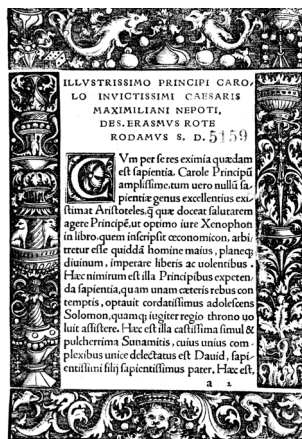 ILLVSTRISSIMO PRINCIPI CARO/
LO INVICTISSIMI CAESARIS
MAXIMILIANI NEPOTI,
DES. ERASMVS ROTE
RODAMVS S. D. 5159
CVm per se res eximia quædam
est sapientia. Carole Principũ
amplissime, tum uero nullũ sa
pientiæ genus excellentius exi
stimat Aristoteles, q̃ quæ doceat salutarem
agere Principẽ, ut optimo iure Xenophon
in libro, quem inscripsit œconomicon, arbi
tretur esse quiddã homine maius, planeq;
diuinum, imperare liberis ac uolentibus.
Hæc nimirum est illa Principibus expeten
da sapientia, quam unam cæteris rebus con
temptis, optauit cordatissimus adolescens
Solomon, quamq; iugiter regio throno uo
luit assistere. Hæc est illa castissima simul &
pulcherrima Sunamitis, cuius unius com
plexibus unice delectatus est Dauid, sapi/
entissimi filij sapientissimus pater. Hæc est,
a 2